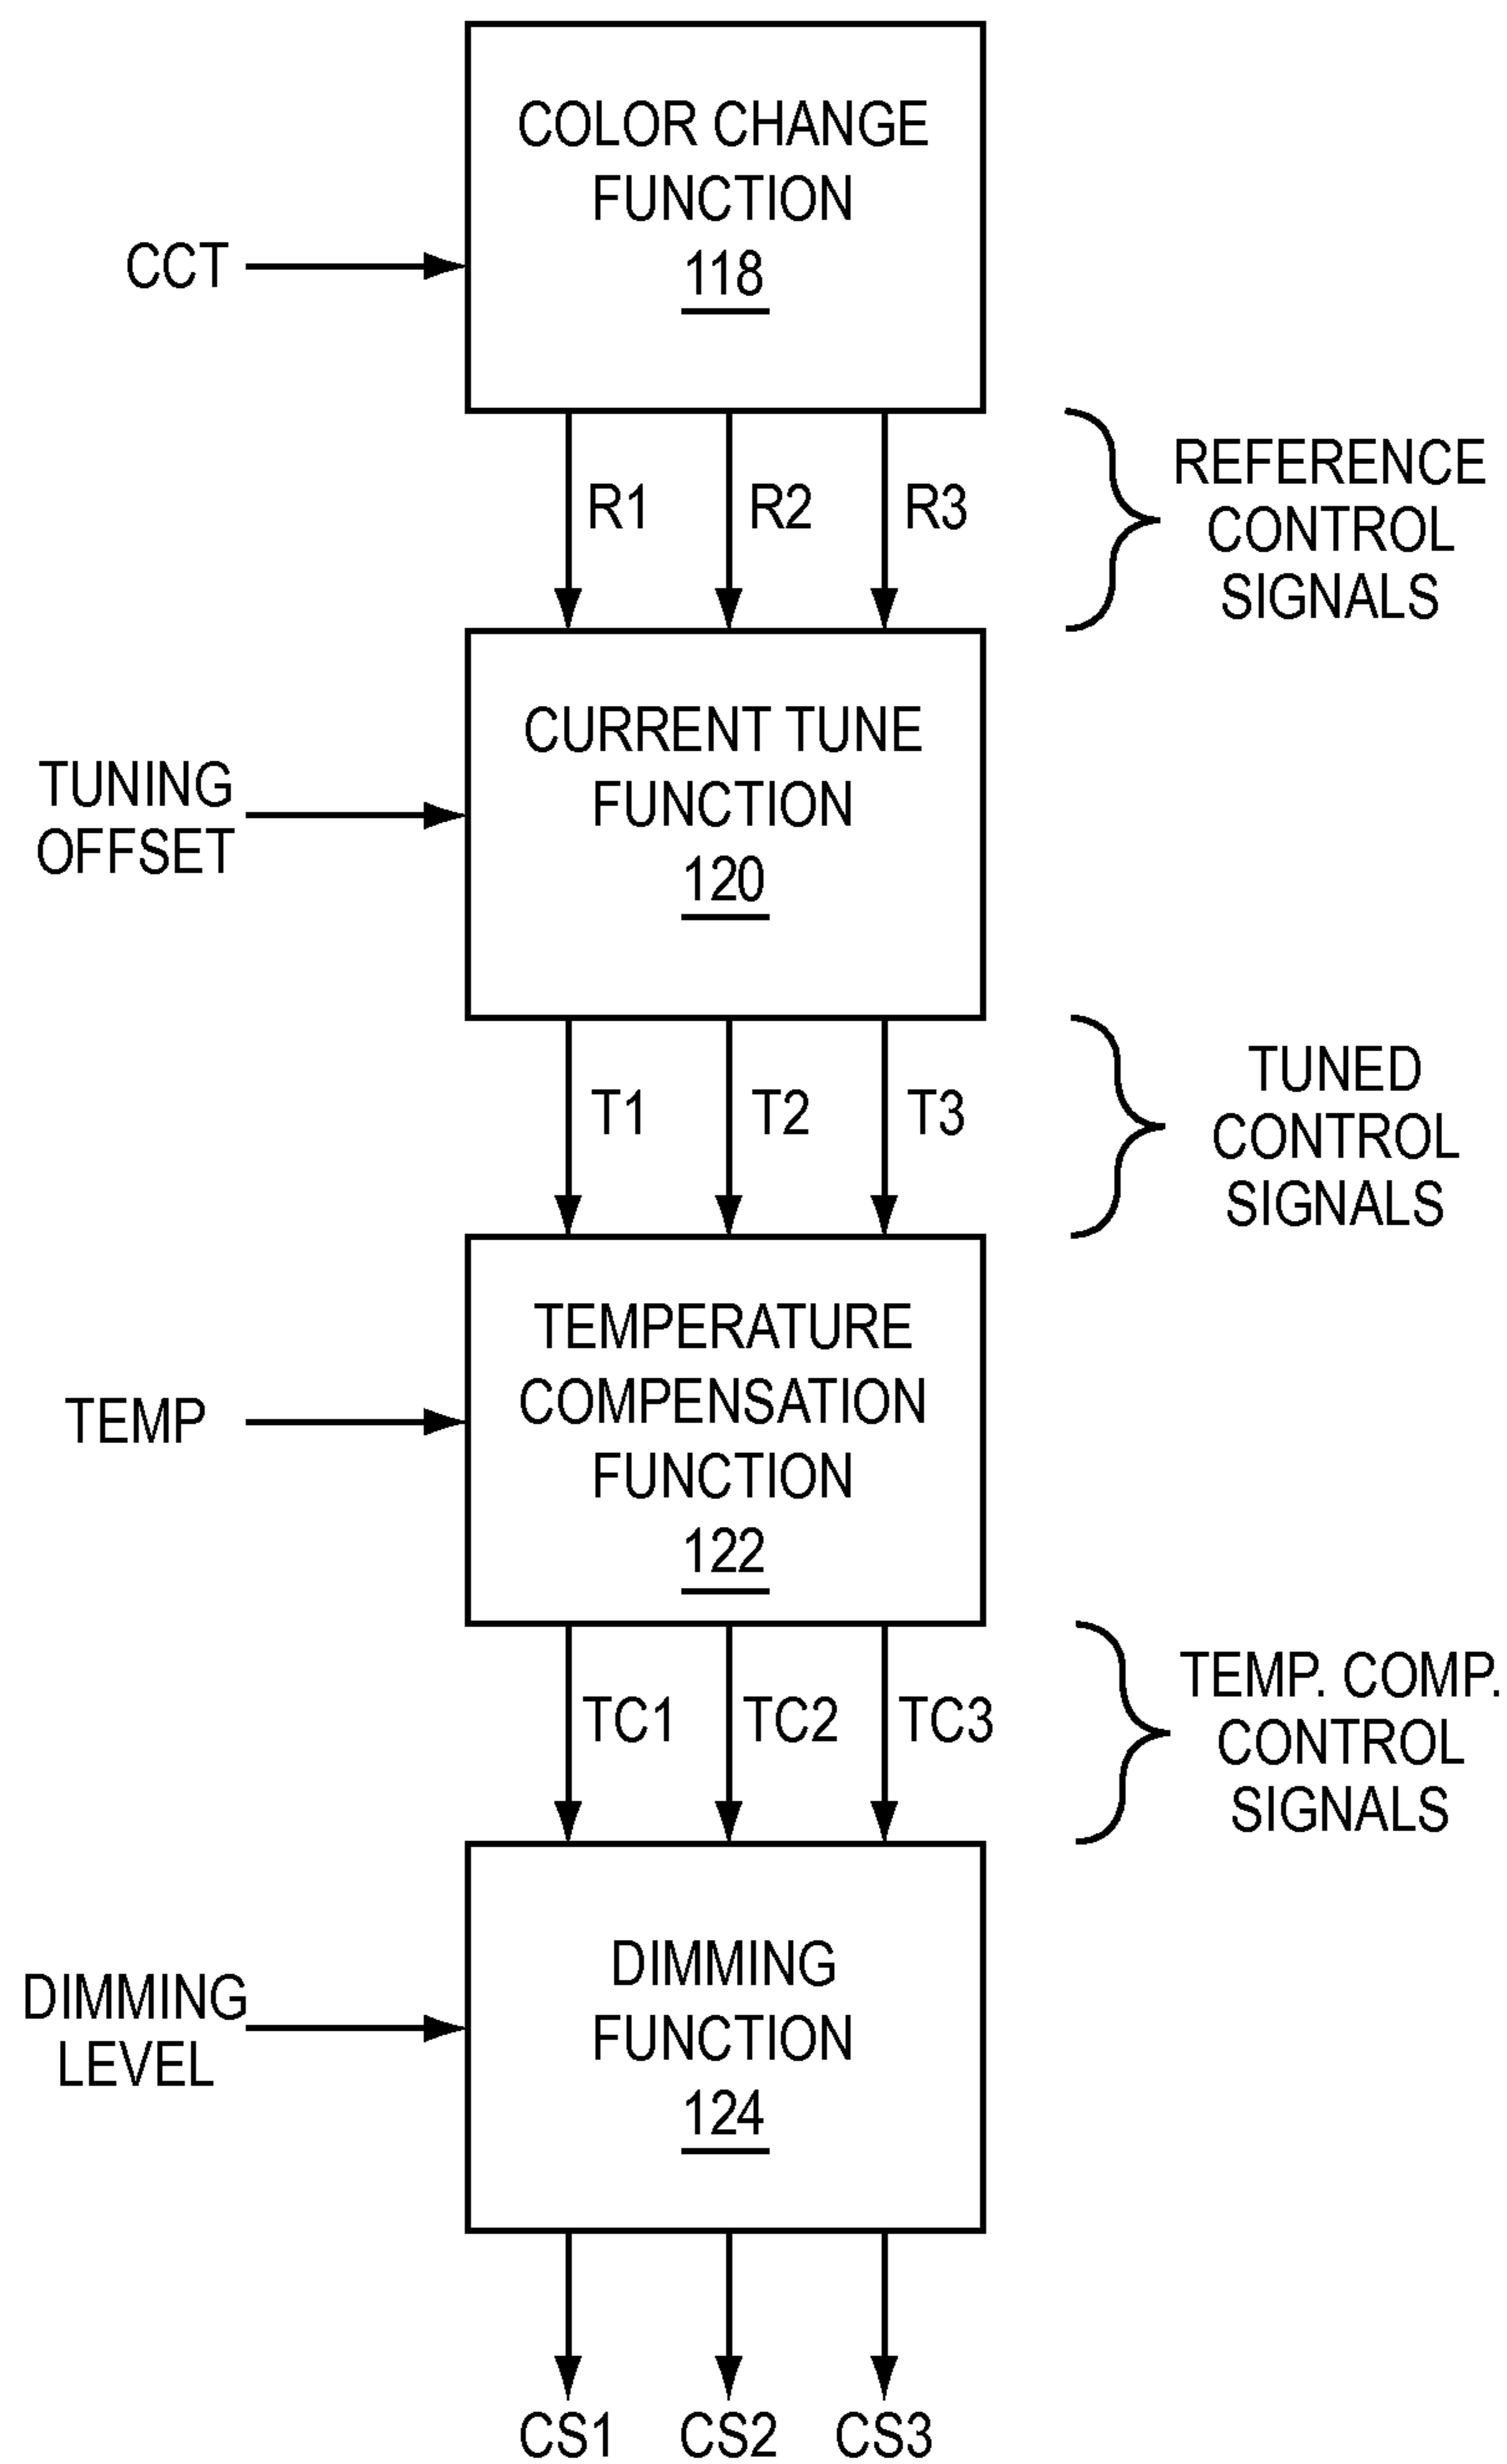 COLOR CHANGE
FUNCTION
118
CCT
R1
R2
R3
REFERENCE
CONTROL
SIGNALS
CURRENT TUNE
FUNCTION
120
TUNING
OFFSET
T1
T2
T3
TUNED
CONTROL
SIGNALS
TEMPERATURE
COMPENSATION
FUNCTION
122
TEMP
TC1
TC2
TC3
TEMP. COMP.
CONTROL
SIGNALS
DIMMING
FUNCTION
124
DIMMING
LEVEL
CS1
CS2
CS3